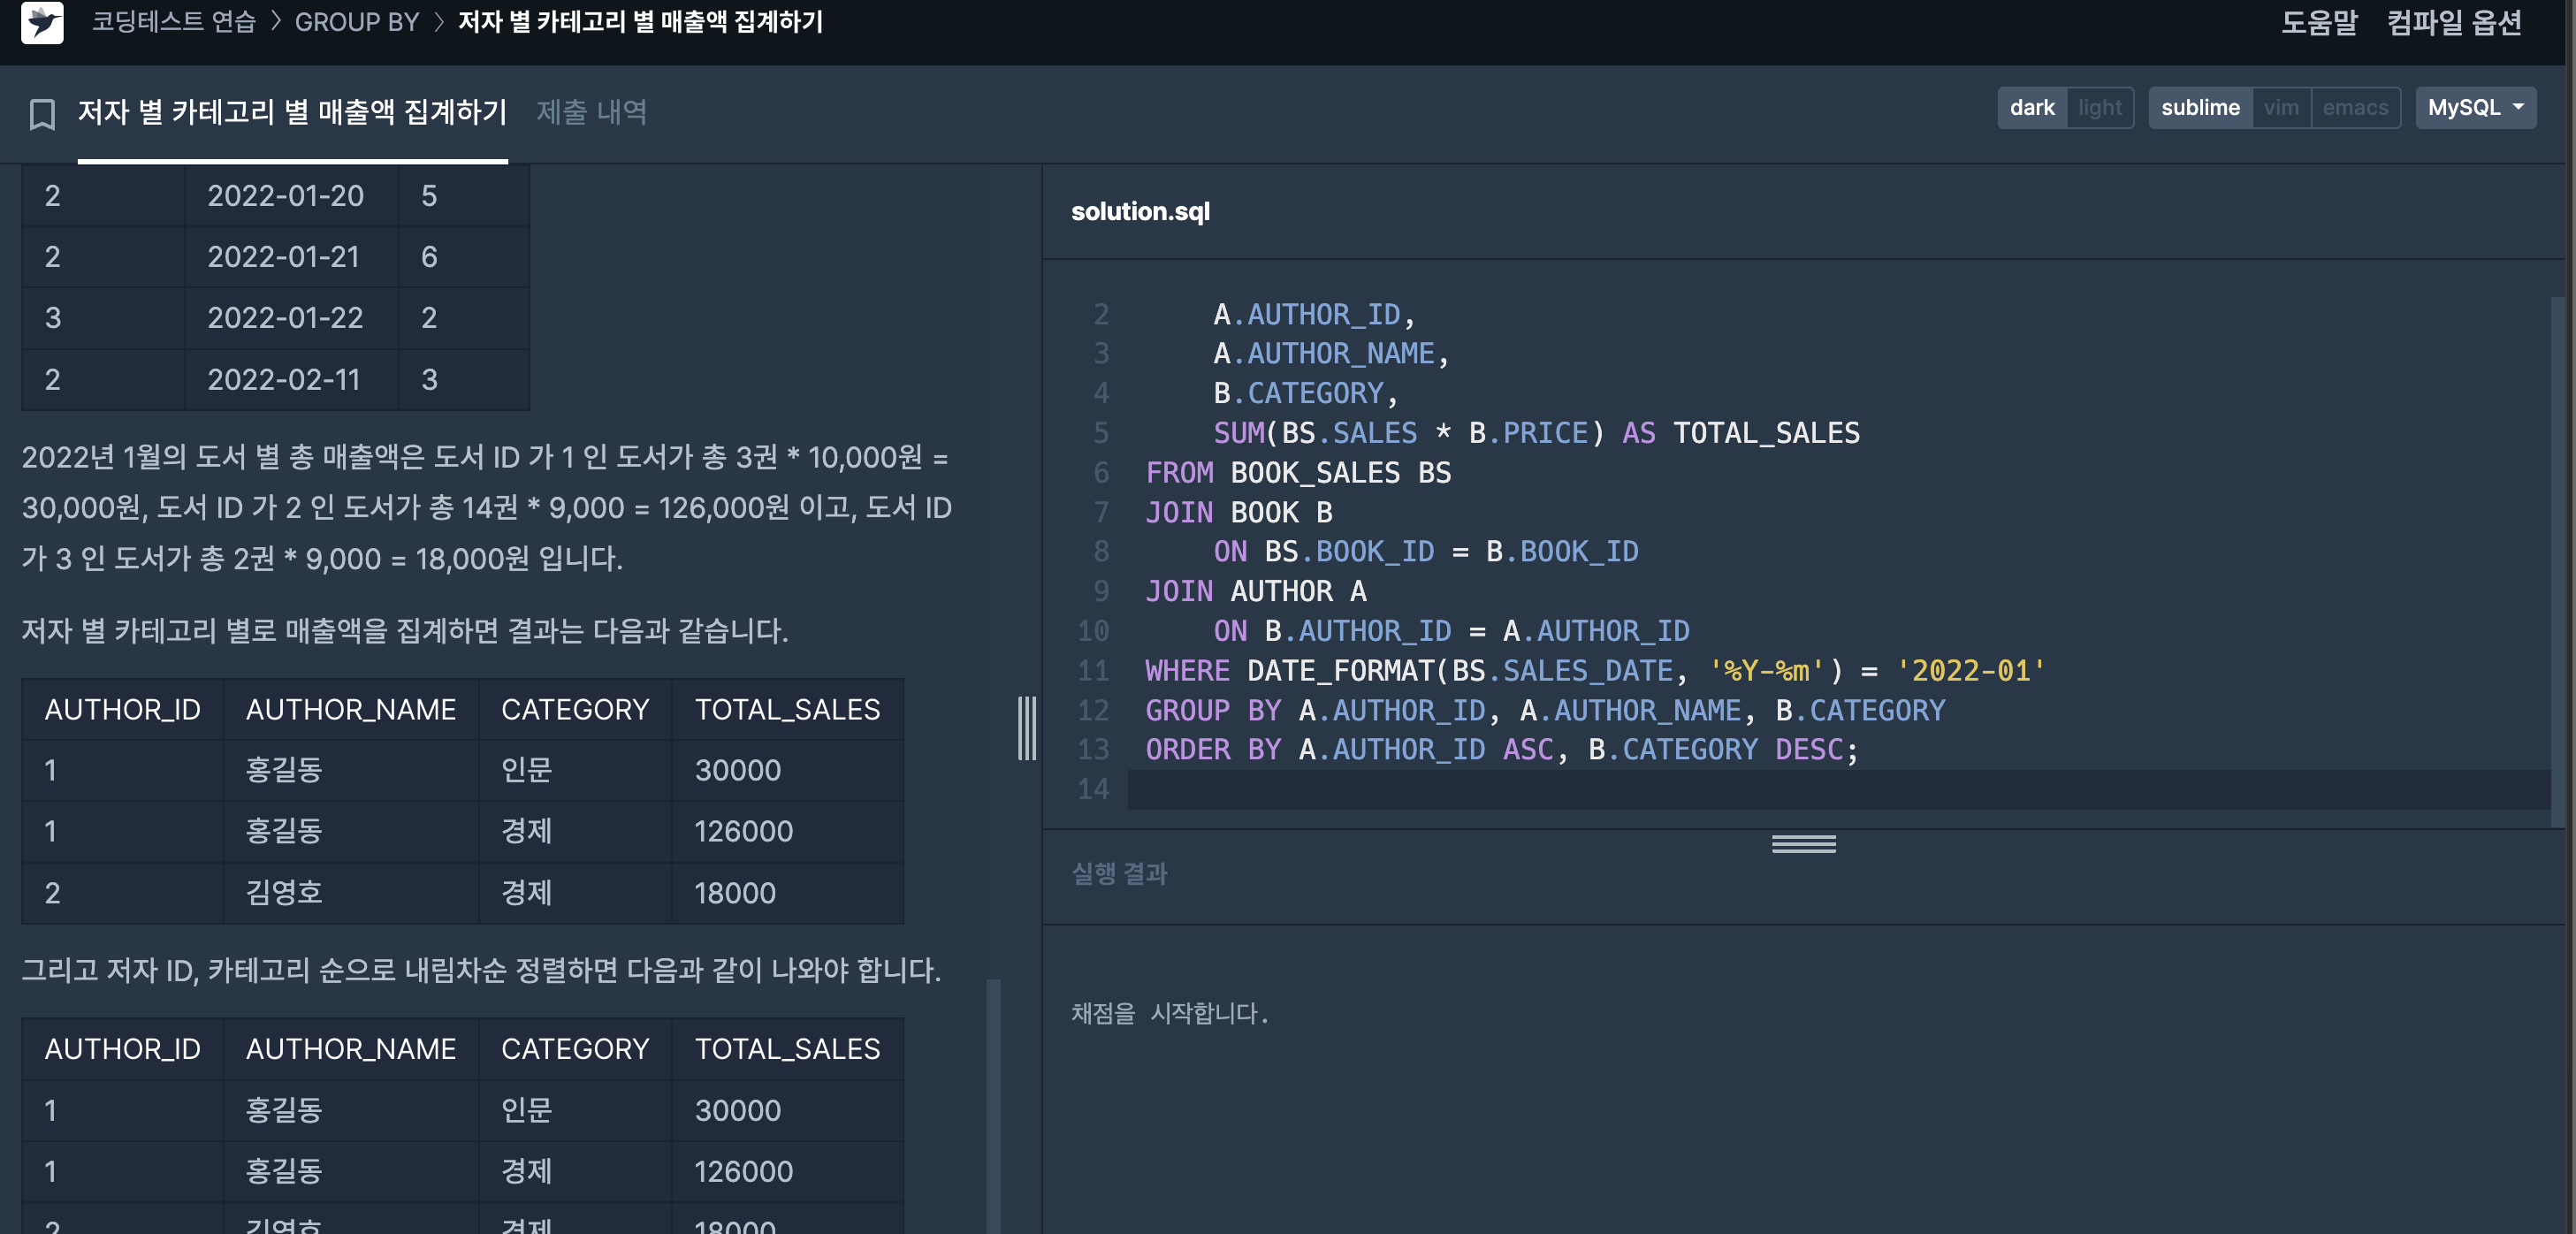 코딩테스트 연습 > GROUP BY > 저자 별 카테고리 별 매출액 집계하기
도움말 컴파일 옵션
저자 별 카테고리 별 매출액 집계하기 제출 내역
dark light sublime vim emacs MySQL
2 2022-01-20 5
2 2022-01-21 6
3 2022-01-22 2
2 2022-02-11 3
2022년 1월의 도서 별 총 매출액은 도서 ID 가 1 인 도서가 총 3권 * 10,000원 =
30,000원, 도서 ID 가 2 인 도서가 총 14권 * 9,000 = 126,000원 이고, 도서 ID
가 3 인 도서가 총 2권 * 9,000 = 18,000원 입니다.
저자 별 카테고리 별로 매출액을 집계하면 결과는 다음과 같습니다.
AUTHOR_ID AUTHOR_NAME CATEGORY TOTAL_SALES
1 홍길동 인문 30000
1 홍길동 경제 126000
2 김영호 경제 18000
그리고 저자 ID, 카테고리 순으로 내림차순 정렬하면 다음과 같이 나와야 합니다.
AUTHOR_ID AUTHOR_NAME CATEGORY TOTAL_SALES
1 홍길동 인문 30000
1 홍길동 경제 126000
2 김영호 경제 18000
solution.sql
2 A.AUTHOR_ID,
3 A.AUTHOR_NAME,
4 B.CATEGORY,
5 SUM(BS.SALES * B.PRICE) AS TOTAL_SALES
6 FROM BOOK_SALES BS
7 JOIN BOOK B
8 ON BS.BOOK_ID = B.BOOK_ID
9 JOIN AUTHOR A
10 ON B.AUTHOR_ID = A.AUTHOR_ID
11 WHERE DATE_FORMAT(BS.SALES_DATE, '%Y-%m') = '2022-01'
12 GROUP BY A.AUTHOR_ID, A.AUTHOR_NAME, B.CATEGORY
13 ORDER BY A.AUTHOR_ID ASC, B.CATEGORY DESC;
14
실행 결과
채점을 시작합니다.